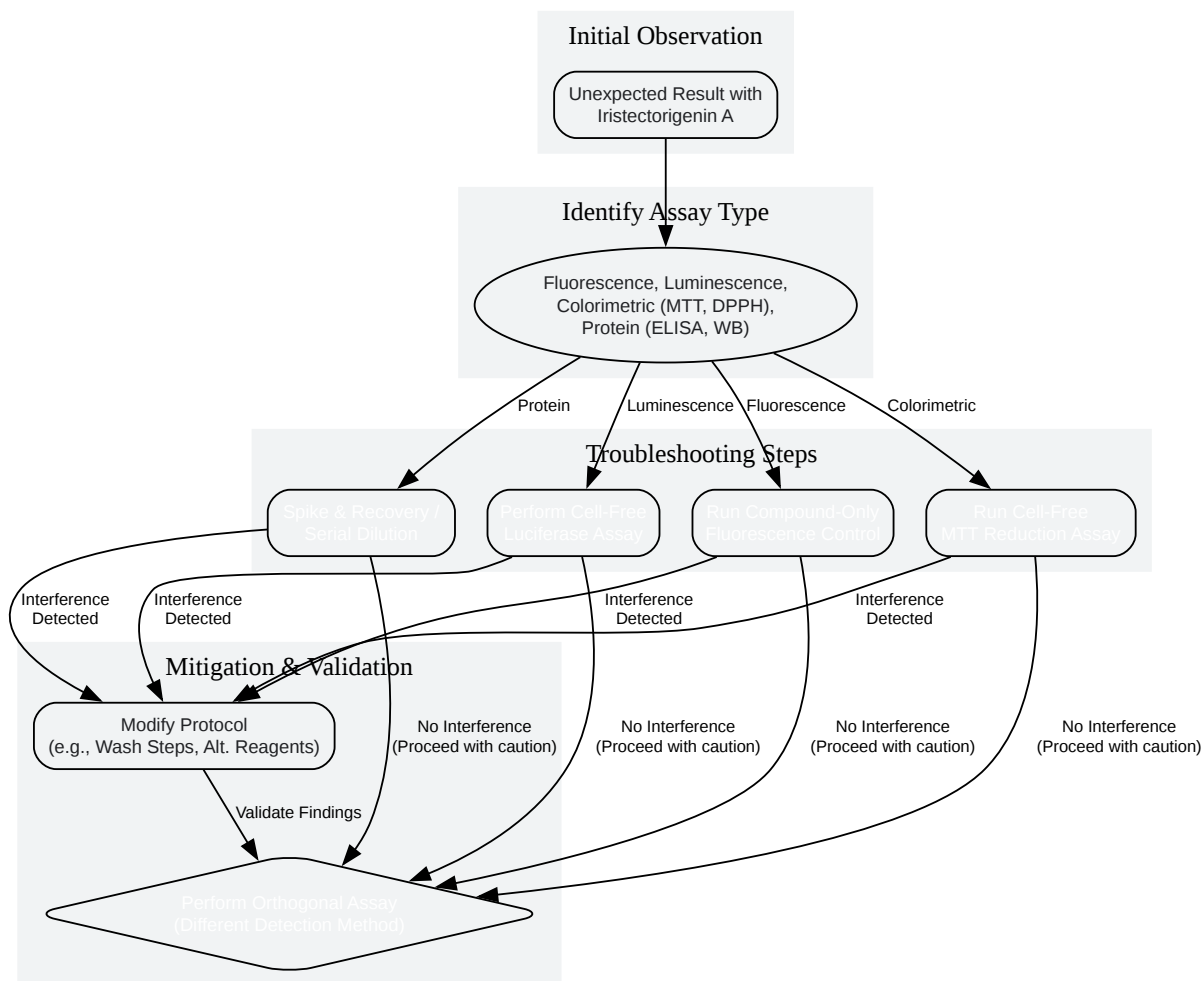 Initial Observation
Unexpected Result with
Iristectorigenin A
Identify Assay Type
Fluorescence, Luminescence,
Colorimetric (MTT, DPPH),
Protein (ELISA, WB)
Protein
Luminescence
Fluorescence
Colorimetric
Troubleshooting Steps
Spike & Recovery /
Serial Dilution
Perform Cell-Free
Luciferase Assay
Run Compound-Only
Fluorescence Control
Run Cell-Free
MTT Reduction Assay
Interference
Detected
Interference
Detected
Interference
Detected
Interference
Detected
Mitigation & Validation
Modify Protocol
(e.g., Wash Steps, Alt. Reagents)
No Interference
(Proceed with caution)
No Interference
(Proceed with caution)
No Interference
(Proceed with caution)
No Interference
(Proceed with caution)
Validate Findings
Perform Orthogonal Assay
(Different Detection Method)